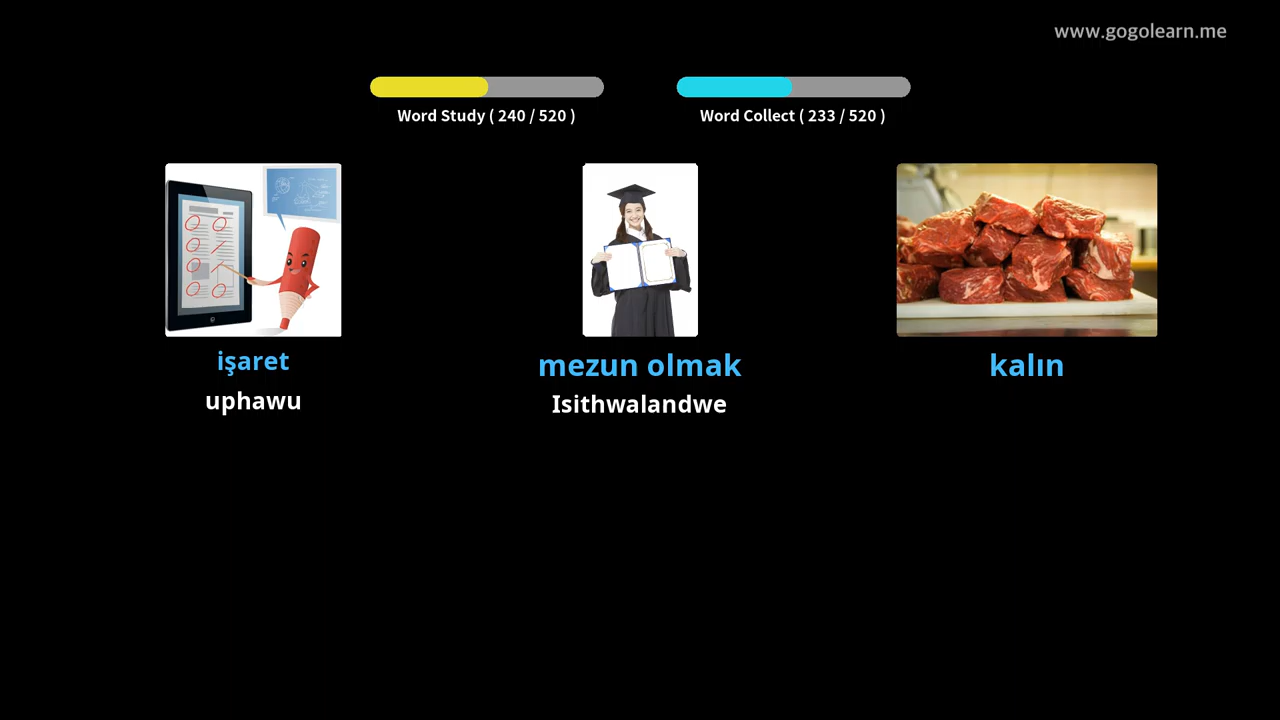 www.gogolearn.me
Word Study ( 240 / 520 )
Word Collect ( 233 / 520 )
işaret
uphawu
mezun olmak
Isithwalandwe
kalın